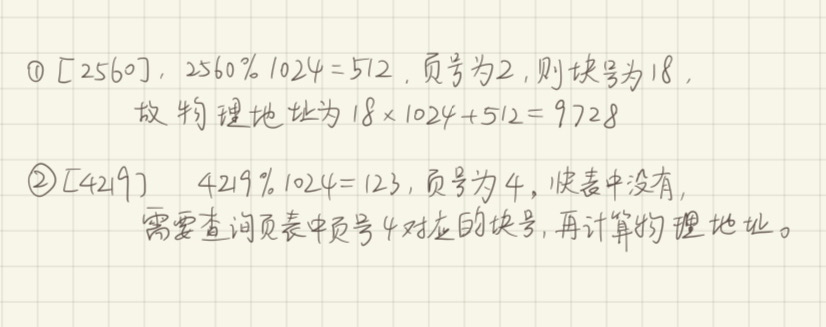 ① [2560], 2560% 1024=512, 页号为2, 则块号为18,
故物理地址为18×1024+512=9728
② [4219] 4219% 1024=123, 页号为4, 快表中没有,
需要查询页表中页号4对应的块号, 再计算物理地址。